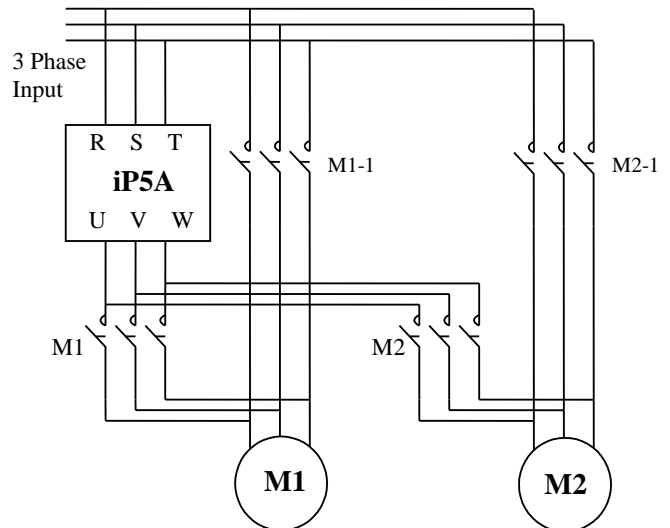 3 Phase
Input
R S T
iP5A
U V W
M1-1
M2-1
M1
M2
M1
M2